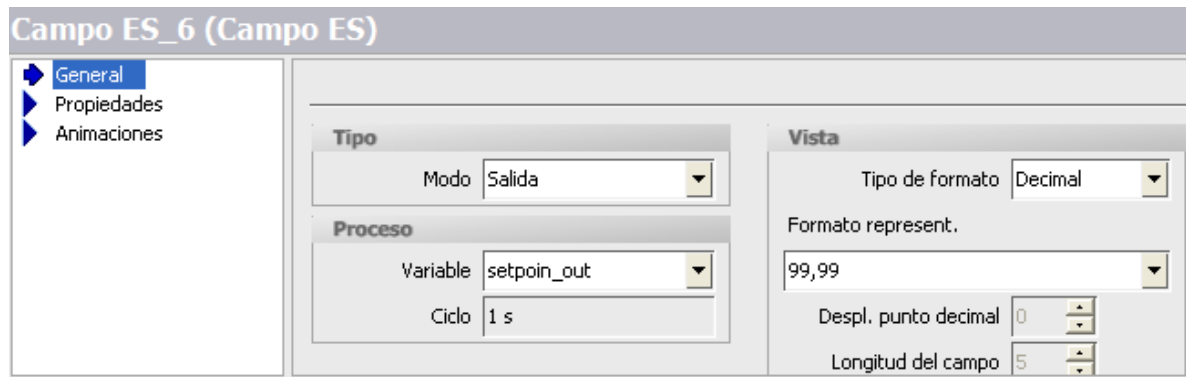 Campo ES_6 (Campo ES)
General
Propiedades
Animaciones
Tipo
Modo Salida
Proceso
Variable setpoin_out
Ciclo 1 s
Vista
Tipo de formato Decimal
Formato represent.
99,99
Despl. punto decimal 0
Longitud del campo 5